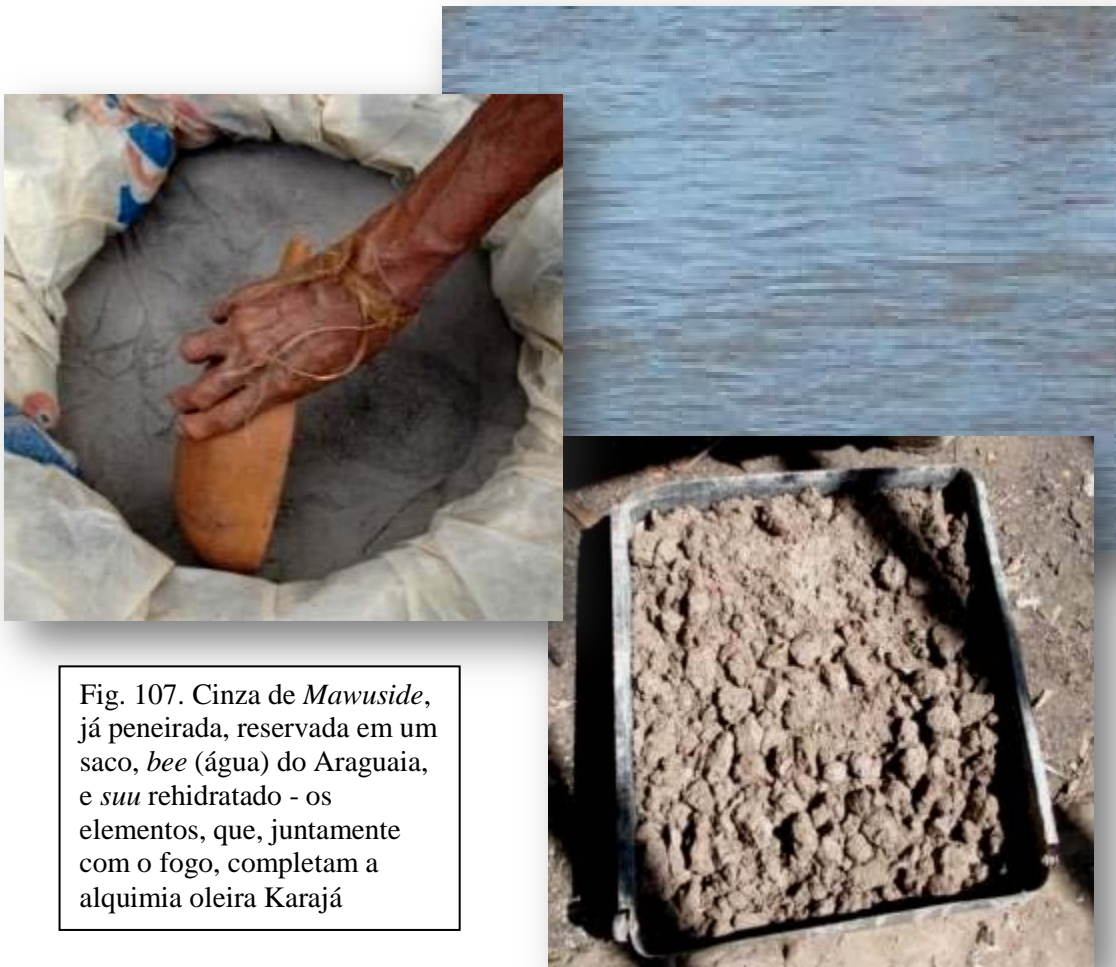 Fig. 107. Cinza de Mawuside,
já peneirada, reservada em um
saco, bee (água) do Araguaia,
e suu rehidratado - os
elementos, que, juntamente
com o fogo, completam a
alquimia oleira Karajá